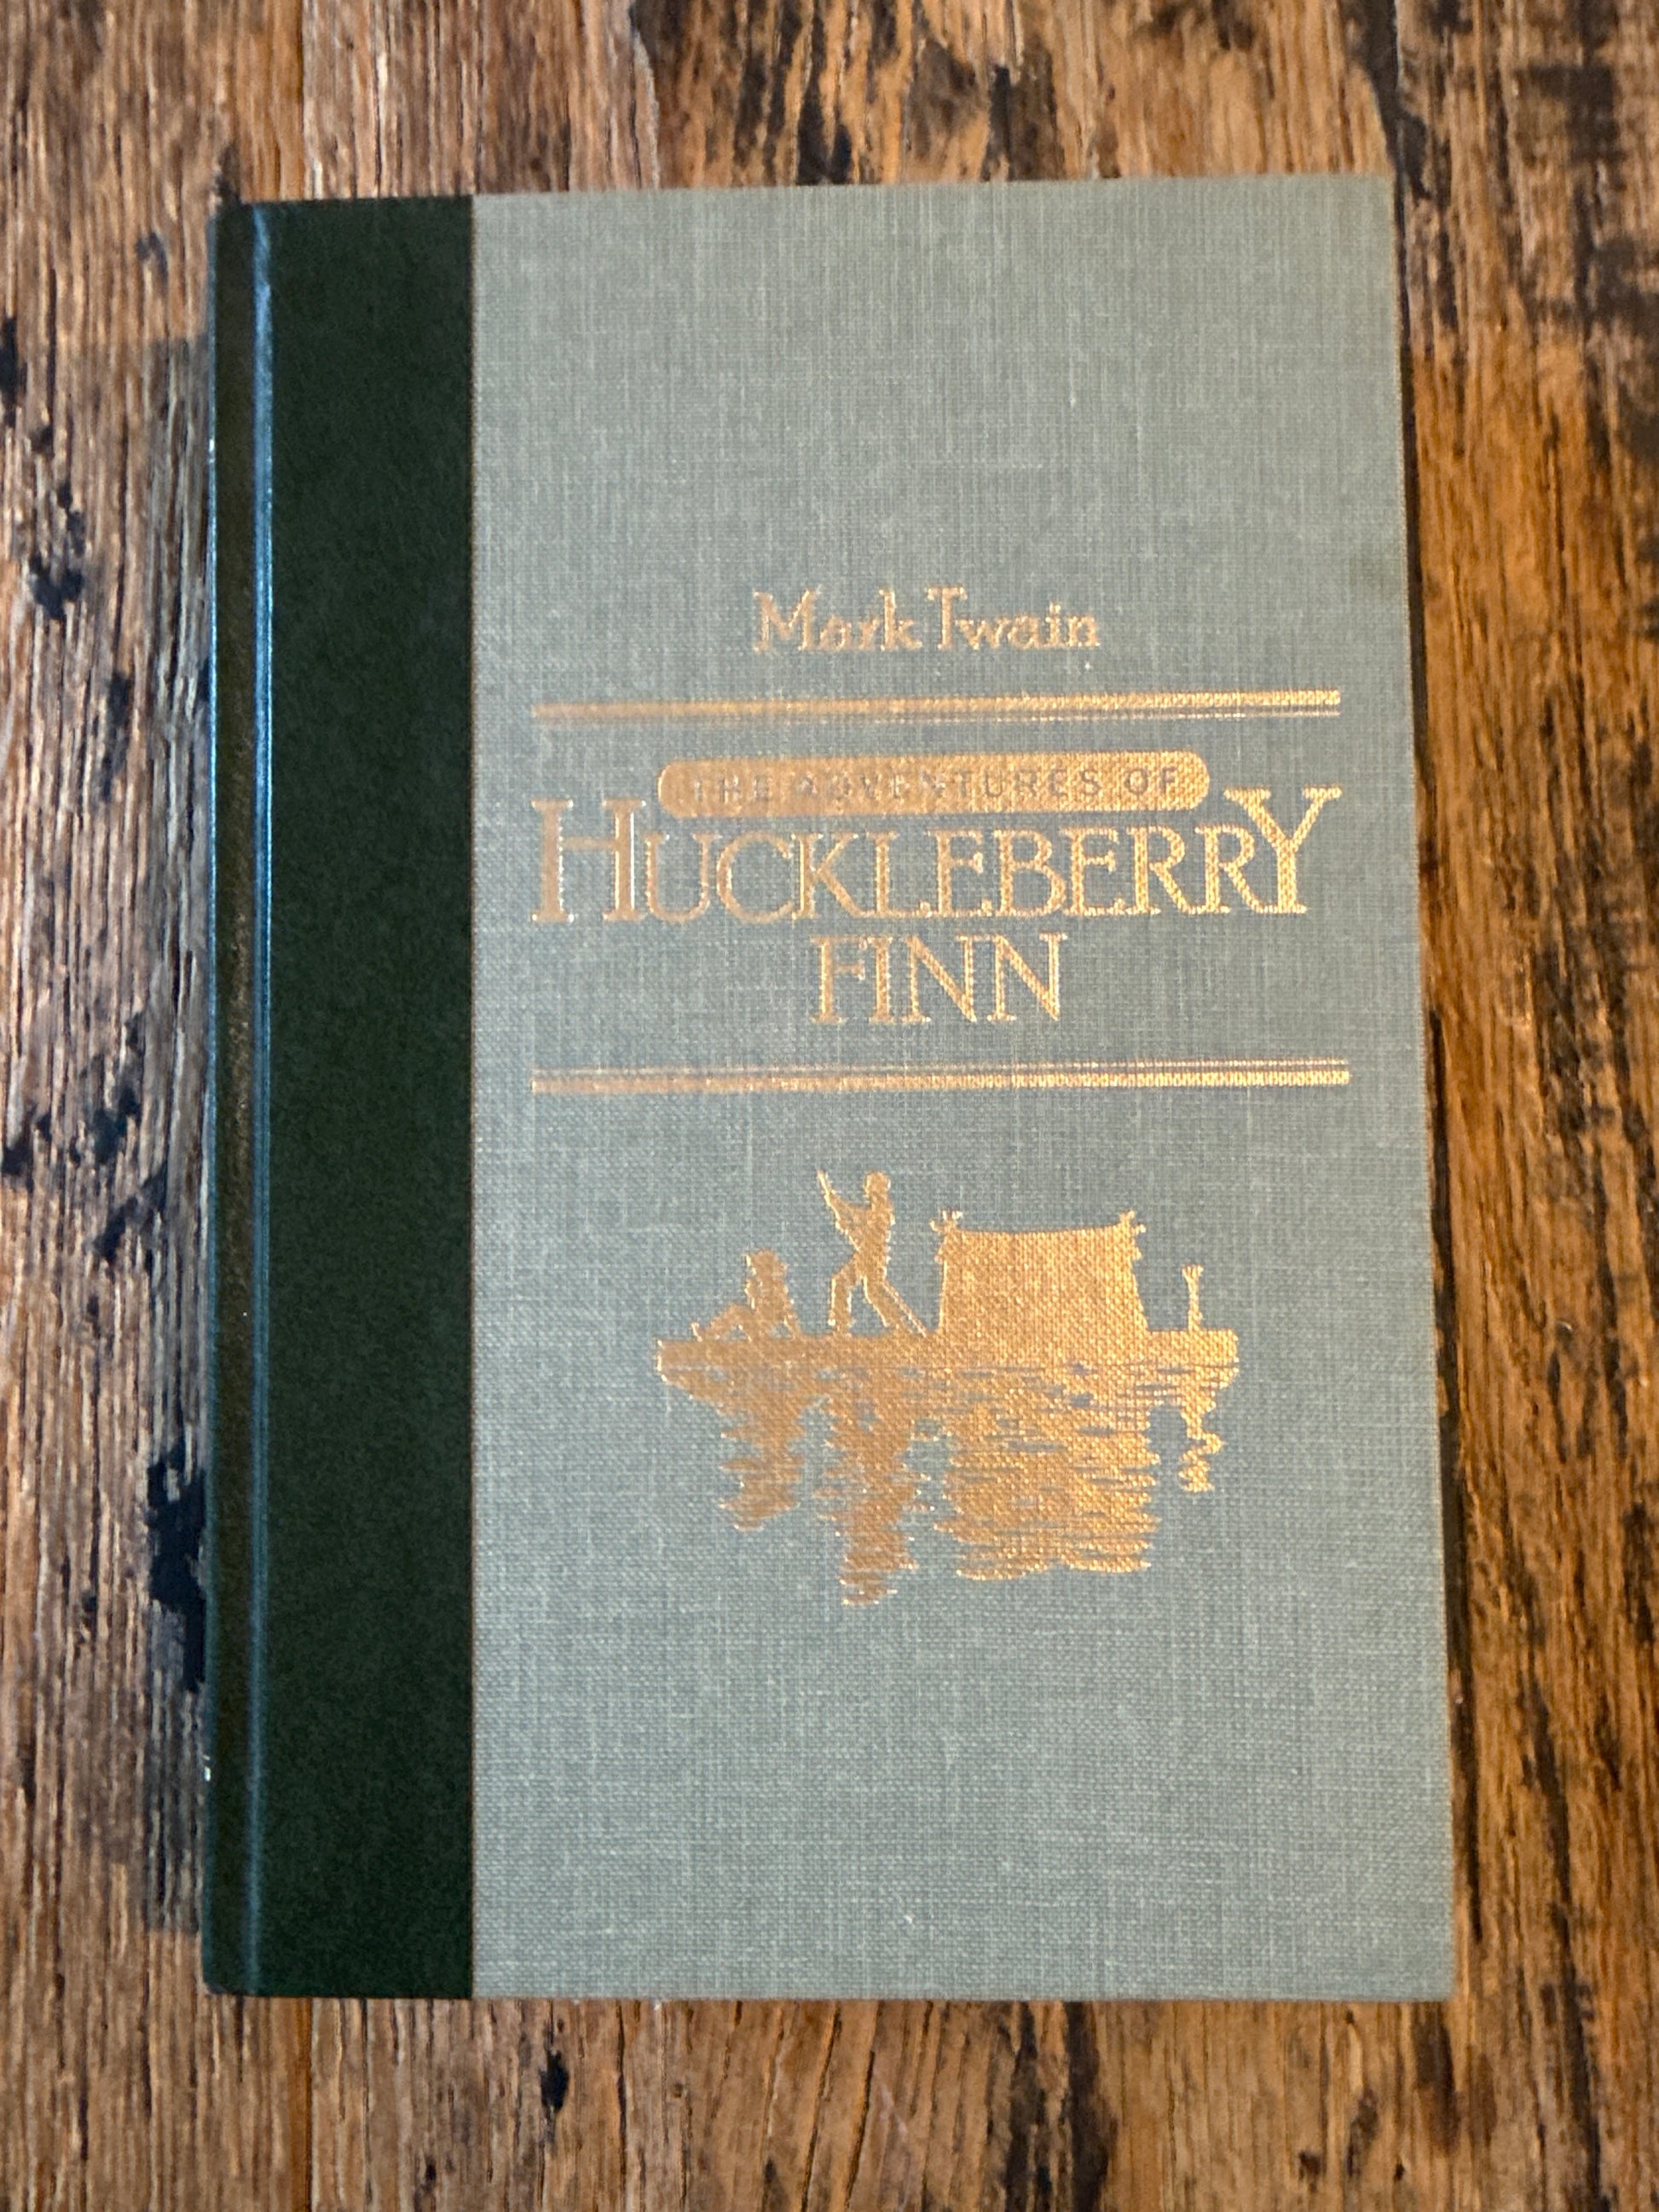 Mark Twain
THE ADVENTURES OF
HUCKLEBERRY
FINN